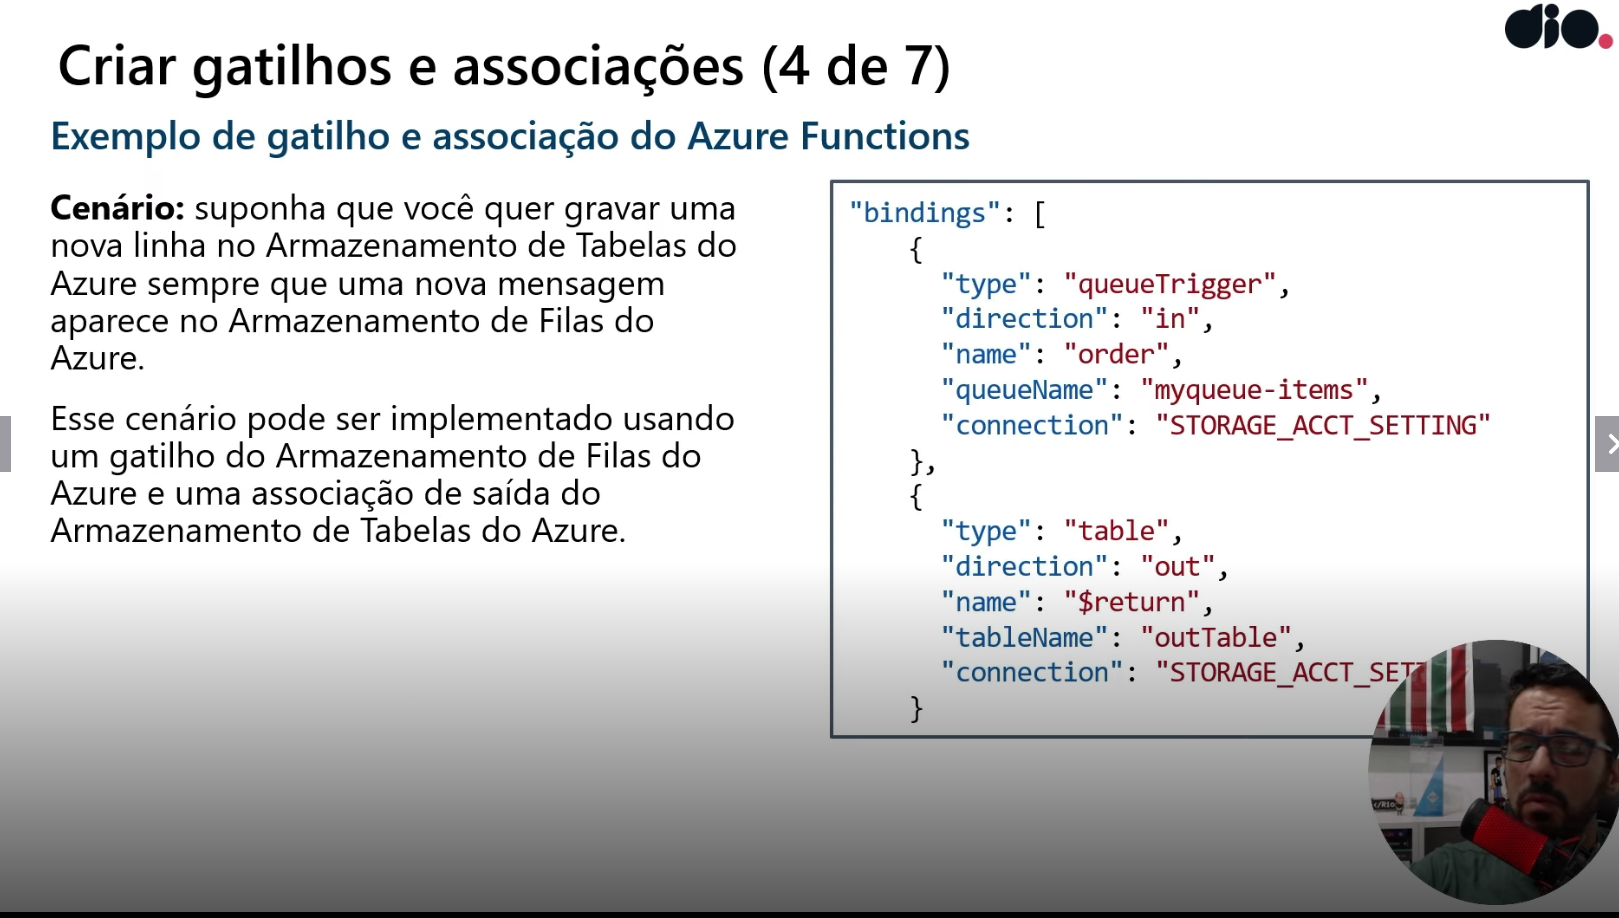 dio.
Criar gatilhos e associações (4 de 7)
Exemplo de gatilho e associação do Azure Functions
Cenário: suponha que você quer gravar uma
nova linha no Armazenamento de Tabelas do
Azure sempre que uma nova mensagem
aparece no Armazenamento de Filas do
Azure.
Esse cenário pode ser implementado usando
um gatilho do Armazenamento de Filas do
Azure e uma associação de saída do
Armazenamento de Tabelas do Azure.
"bindings": [
{
"type": "queueTrigger",
"direction": "in",
"name": "order",
"queueName": "myqueue-items",
"connection": "STORAGE_ACCT_SETTING"
},
{
"type": "table",
"direction": "out",
"name": "$return",
"tableName": "outTable",
"connection": "STORAGE_ACCT_SETT
}